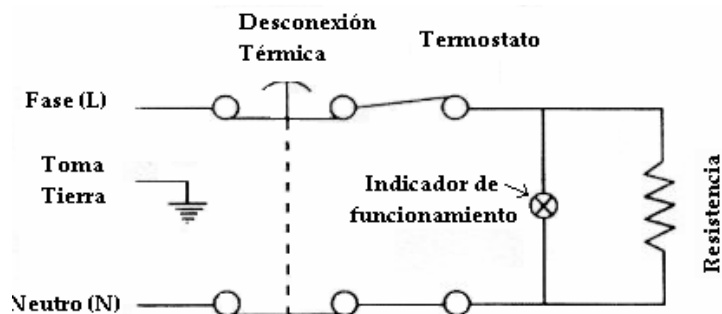 Desconexión
Térmica
Termostato
Fase (L)
Toma
Tierra
Indicador de
funcionamiento
Resistencia
Neutro (N)